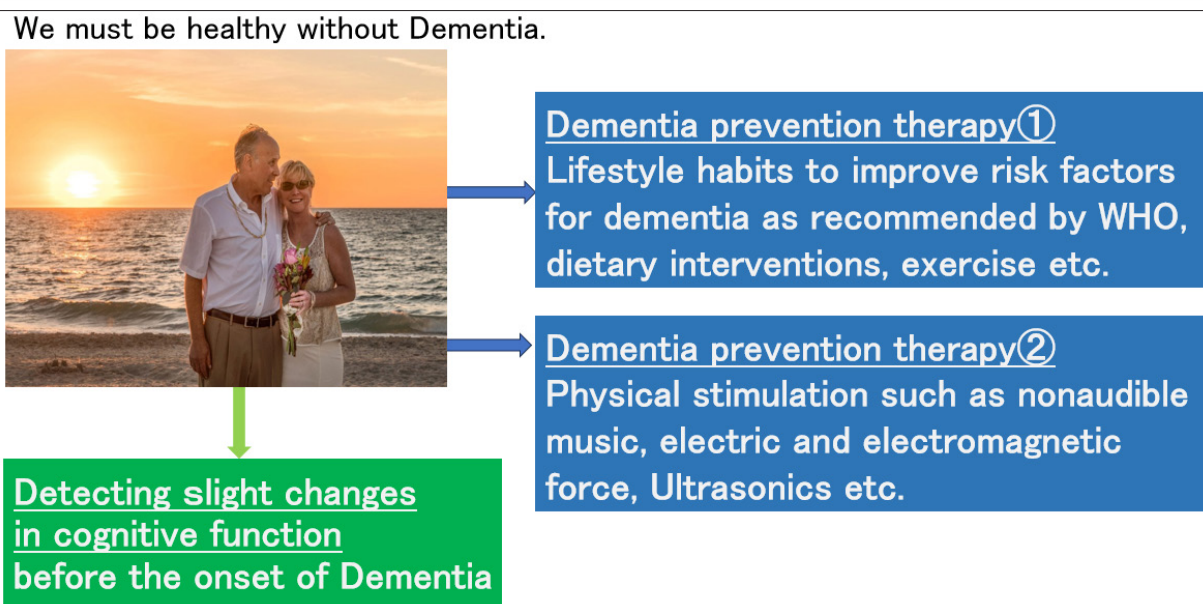 We must be healthy without Dementia.
Dementia prevention therapy①
Lifestyle habits to improve risk factors
for dementia as recommended by WHO,
dietary interventions, exercise etc.
Dementia prevention therapy②
Physical stimulation such as nonaudible
music, electric and electromagnetic
force, Ultrasonics etc.
Detecting slight changes
in cognitive function
before the onset of Dementia